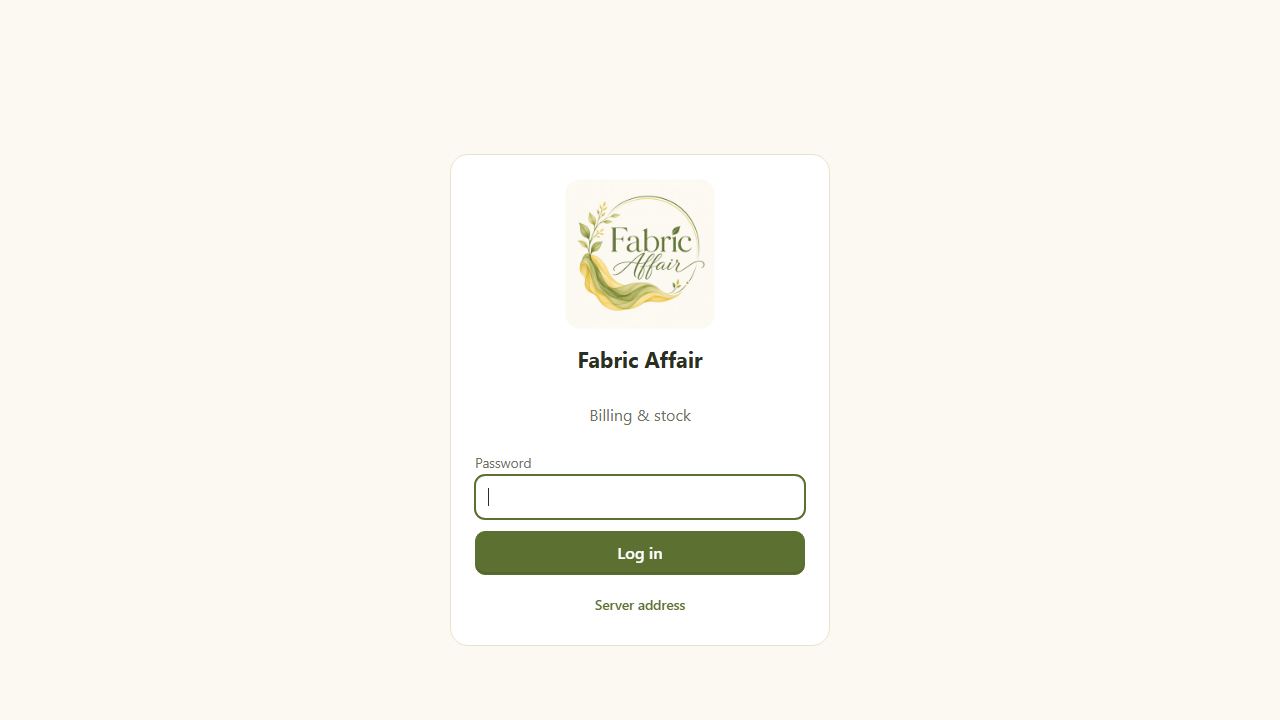 Fabric
Affair
Fabric Affair
Billing & stock
Password
Log in
Server address